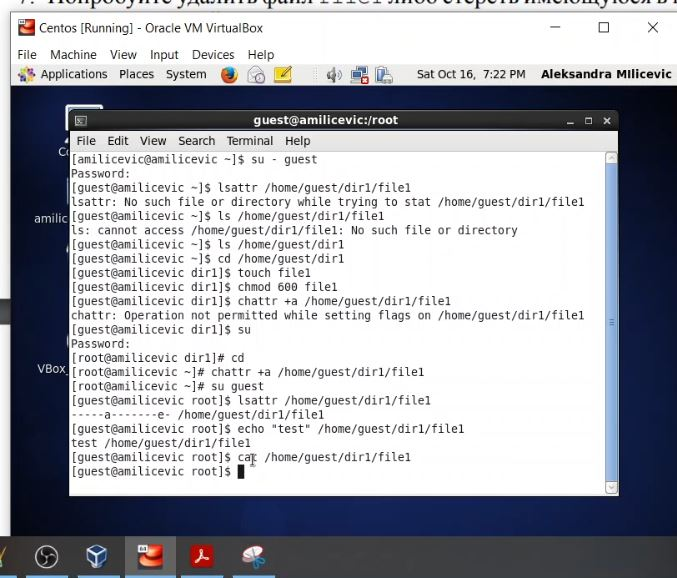 7. Попробуйте удалить файл file1 либо стереть имеющуюся в
Centos [Running] - Oracle VM VirtualBox
File Machine View Input Devices Help
Applications Places System Sat Oct 16, 7:22 PM Aleksandra MIlicevic
guest@amilicevic:/root
File Edit View Search Terminal Help
[amilicevic@amilicevic ~]$ su - guest
Password:
[guest@amilicevic ~]$ lsattr /home/guest/dir1/file1
lsattr: No such file or directory while trying to stat /home/guest/dir1/file1
[guest@amilicevic ~]$ ls /home/guest/dir1/file1
ls: cannot access /home/guest/dir1/file1: No such file or directory
[guest@amilicevic ~]$ ls /home/guest/dir1
[guest@amilicevic ~]$ cd /home/guest/dir1
[guest@amilicevic dir1]$ touch file1
[guest@amilicevic dir1]$ chmod 600 file1
[guest@amilicevic dir1]$ chattr +a /home/guest/dir1/file1
chattr: Operation not permitted while setting flags on /home/guest/dir1/file1
[guest@amilicevic dir1]$ su
Password:
[root@amilicevic dir1]# cd
[root@amilicevic ~]# chattr +a /home/guest/dir1/file1
[root@amilicevic ~]# su guest
[guest@amilicevic root]$ lsattr /home/guest/dir1/file1
-----a-------e- /home/guest/dir1/file1
[guest@amilicevic root]$ echo "test" /home/guest/dir1/file1
test /home/guest/dir1/file1
[guest@amilicevic root]$ cat /home/guest/dir1/file1
[guest@amilicevic root]$
Co
amilic
VBox_